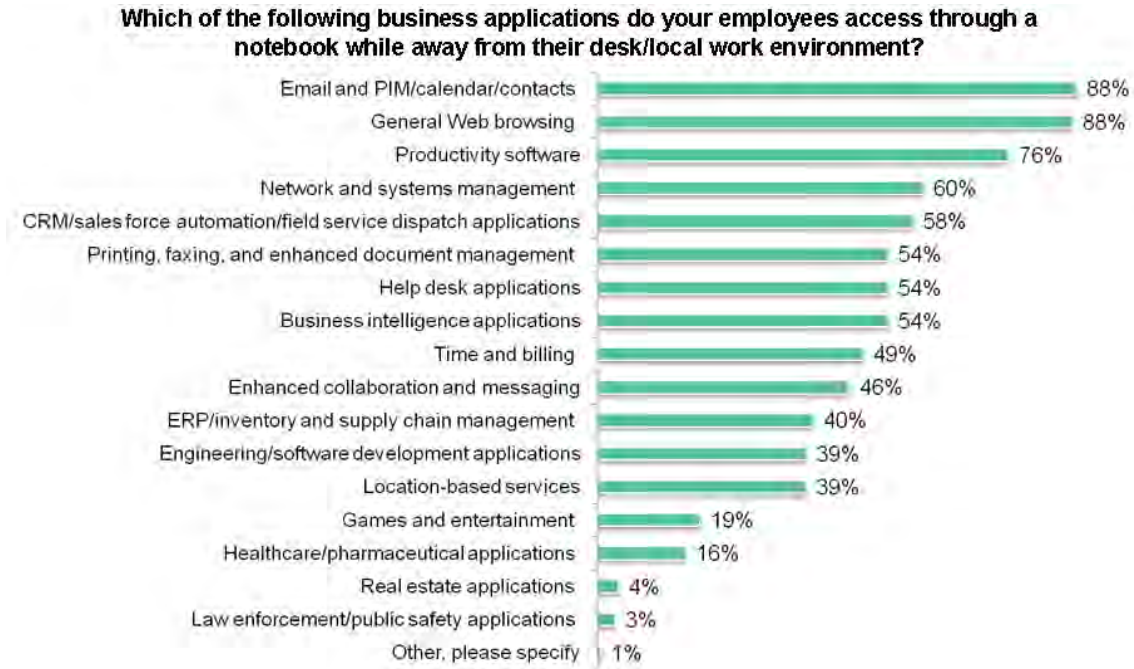 Which of the following business applications do your employees access through a
notebook while away from their desk/local work environment?
Email and PIM/calendar/contacts 88%
General Web browsing 88%
Productivity software 76%
Network and systems management 60%
CRM/sales force automation/field service dispatch applications 58%
Printing, faxing, and enhanced document management 54%
Help desk applications 54%
Business intelligence applications 54%
Time and billing 49%
Enhanced collaboration and messaging 46%
ERP/inventory and supply chain management 40%
Engineering/software development applications 39%
Location-based services 39%
Games and entertainment 19%
Healthcare/pharmaceutical applications 16%
Real estate applications 4%
Law enforcement/public safety applications 3%
Other, please specify 1%